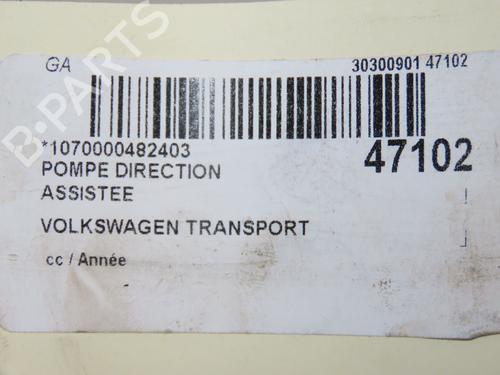 GA
30300901 47102
*1070000482403
47102
POMPE DIRECTION
ASSISTEE
VOLKSWAGEN TRANSPORT
cc / Année
B-PARTS